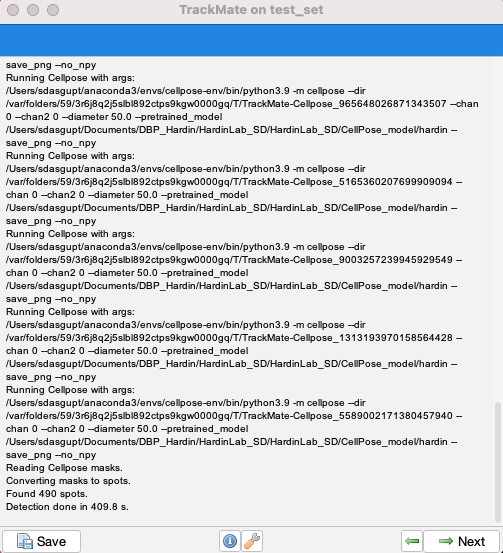 TrackMate on test_set
save_png --no_npy
Running Cellpose with args:
/Users/sdasgupt/anaconda3/envs/cellpose-env/bin/python3.9 -m cellpose --dir
/var/folders/59/3r6j8q2j5slbl892ctps9kgw0000gq/T/TrackMate-Cellpose_965648026871343507 --chan
0 --chan2 0 --diameter 50.0 --pretrained_model
/Users/sdasgupt/Documents/DBP_Hardin/HardinLab_SD/HardinLab_SD/CellPose_model/hardin --
save_png --no_npy
Running Cellpose with args:
/Users/sdasgupt/anaconda3/envs/cellpose-env/bin/python3.9 -m cellpose --dir
/var/folders/59/3r6j8q2j5slbl892ctps9kgw0000gq/T/TrackMate-Cellpose_5165360207699909094 --
chan 0 --chan2 0 --diameter 50.0 --pretrained_model
/Users/sdasgupt/Documents/DBP_Hardin/HardinLab_SD/HardinLab_SD/CellPose_model/hardin --
save_png --no_npy
Running Cellpose with args:
/Users/sdasgupt/anaconda3/envs/cellpose-env/bin/python3.9 -m cellpose --dir
/var/folders/59/3r6j8q2j5slbl892ctps9kgw0000gq/T/TrackMate-Cellpose_9003257239945929549 --
chan 0 --chan2 0 --diameter 50.0 --pretrained_model
/Users/sdasgupt/Documents/DBP_Hardin/HardinLab_SD/HardinLab_SD/CellPose_model/hardin --
save_png --no_npy
Running Cellpose with args:
/Users/sdasgupt/anaconda3/envs/cellpose-env/bin/python3.9 -m cellpose --dir
/var/folders/59/3r6j8q2j5slbl892ctps9kgw0000gq/T/TrackMate-Cellpose_1313193970158564428 --
chan 0 --chan2 0 --diameter 50.0 --pretrained_model
/Users/sdasgupt/Documents/DBP_Hardin/HardinLab_SD/HardinLab_SD/CellPose_model/hardin --
save_png --no_npy
Running Cellpose with args:
/Users/sdasgupt/anaconda3/envs/cellpose-env/bin/python3.9 -m cellpose --dir
/var/folders/59/3r6j8q2j5slbl892ctps9kgw0000gq/T/TrackMate-Cellpose_5589002171380457940 --
chan 0 --chan2 0 --diameter 50.0 --pretrained_model
/Users/sdasgupt/Documents/DBP_Hardin/HardinLab_SD/HardinLab_SD/CellPose_model/hardin --
save_png --no_npy
Reading Cellpose masks.
Converting masks to spots.
Found 490 spots.
Detection done in 409.8 s.
Save
Next